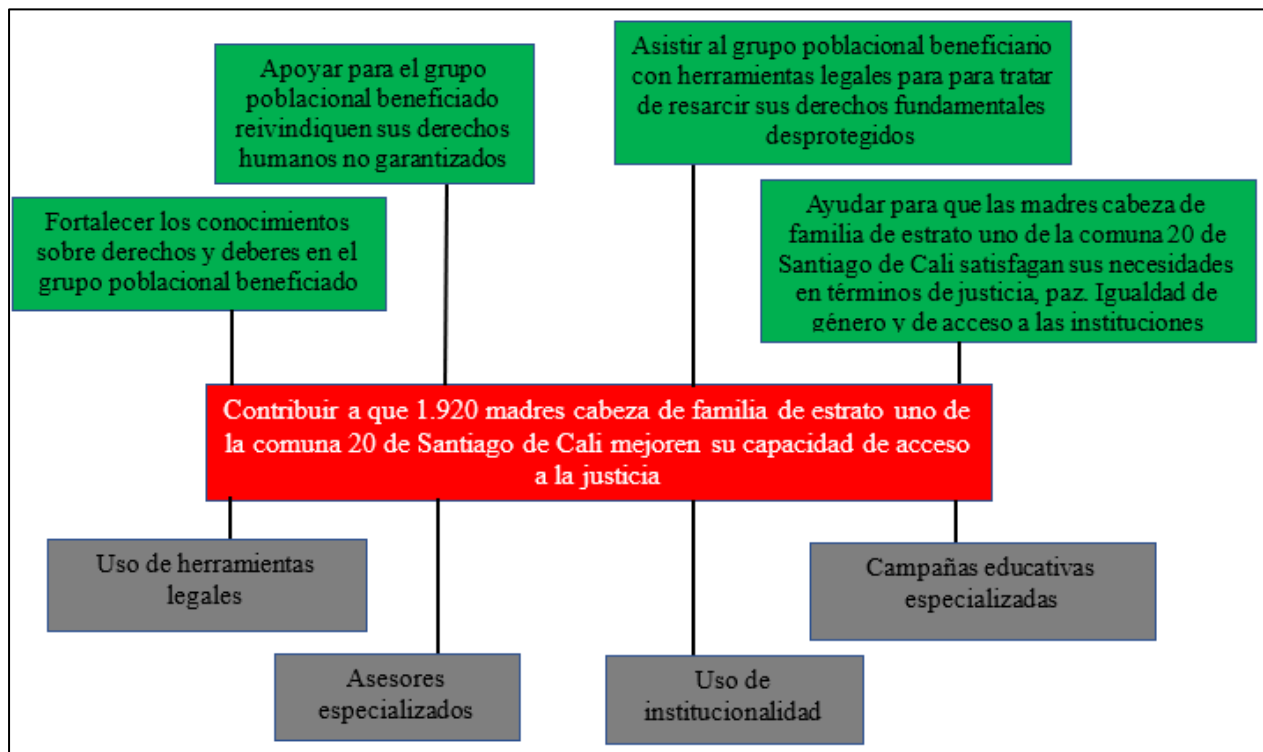 Asistir al grupo poblacional beneficiario
con herramientas legales para para tratar
de resarcir sus derechos fundamentales
desprotegidos
Apoyar para el grupo
poblacional beneficiado
reivindiquen sus derechos
humanos no garantizados
Fortalecer los conocimientos
sobre derechos y deberes en el
grupo poblacional beneficiado
Ayudar para que las madres cabeza de
familia de estrato uno de la comuna 20 de
Santiago de Cali satisfagan sus necesidades
en términos de justicia, paz. Igualdad de
género y de acceso a las instituciones
Contribuir a que 1.920 madres cabeza de familia de estrato uno de
la comuna 20 de Santiago de Cali mejoren su capacidad de acceso
a la justicia
Uso de herramientas
legales
Campañas educativas
especializadas
Asesores
especializados
Uso de
institucionalidad